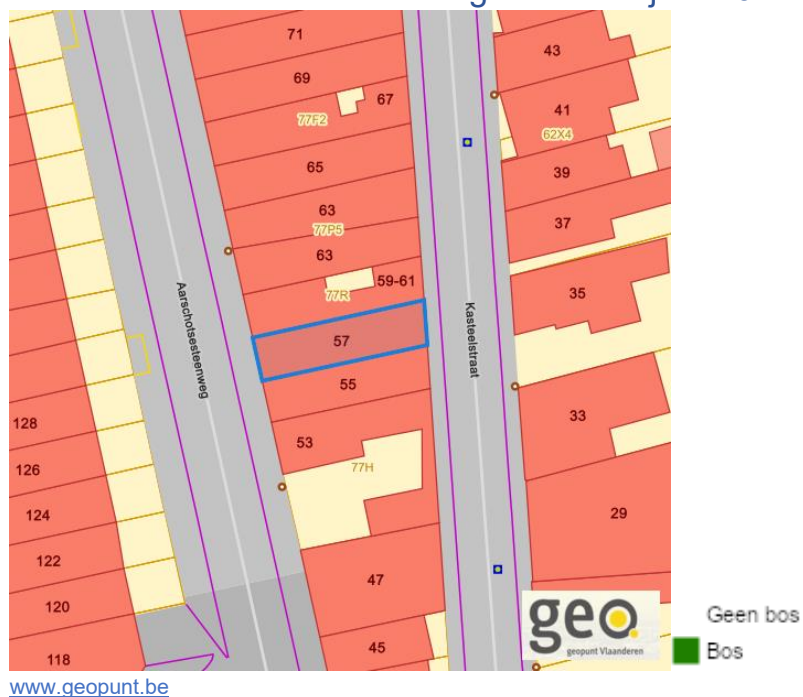 71
69
67
77F2
65
63
77P5
63
59-61
77R
57
55
53
77H
47
45
43
41
62X4
39
37
35
33
29
128
126
124
122
120
118
Aarschotsesteenweg
Kasteelstraat
geo.
geopunt Vlaanderen
Geen bos
Bos
www.geopunt.be